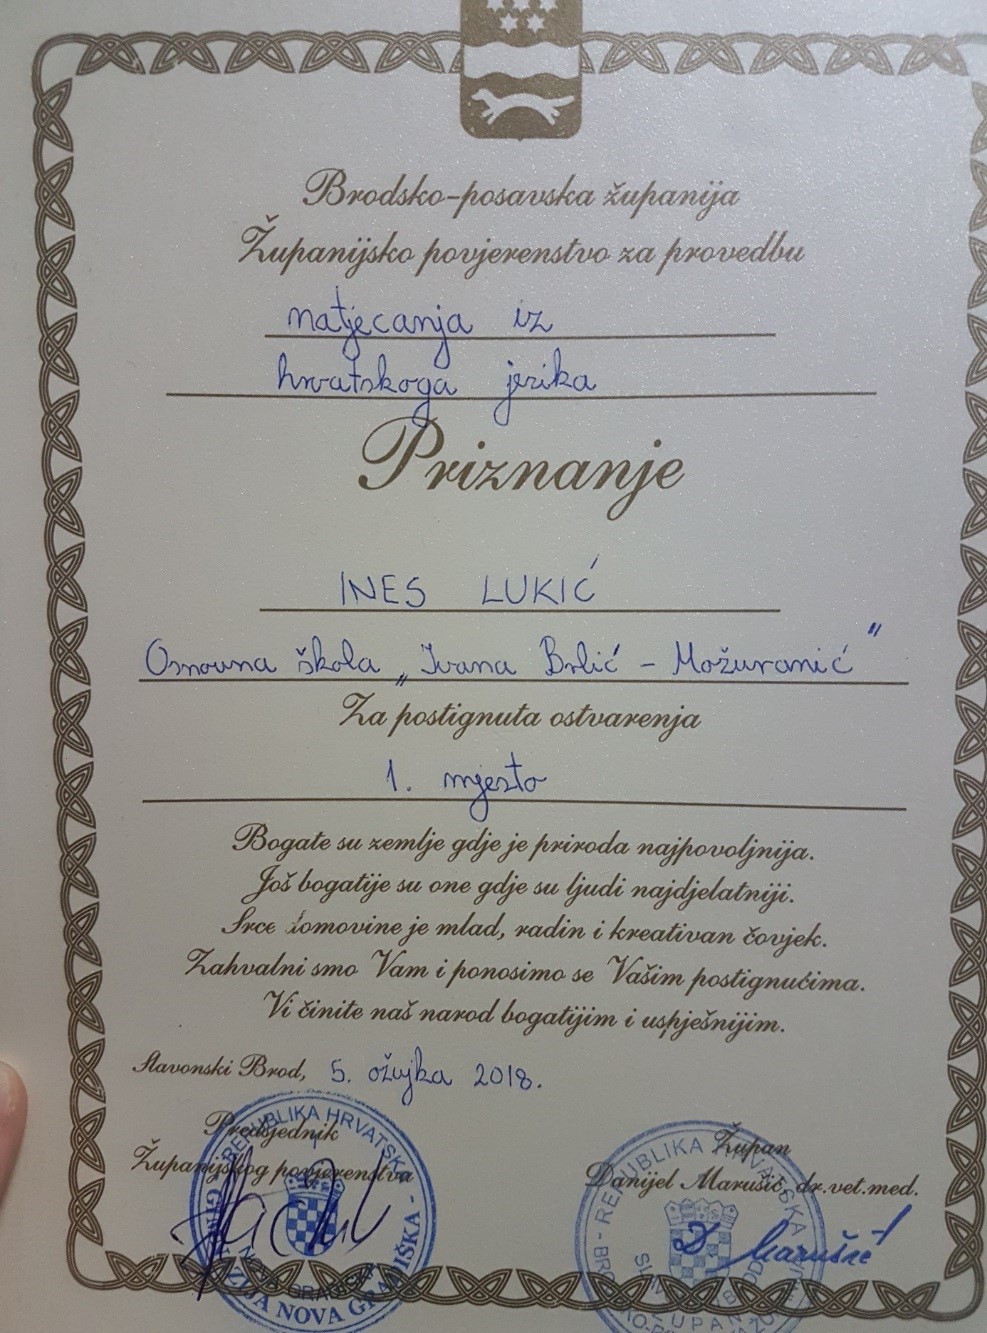 Brodsko-posavska županija
Županijsko povjerenstvo za provedbu
natjecanja iz
hrvatskoga jezika
Priznanje
INES LUKIĆ
Osnovna škola „Ivana Brlić - Mažuranić"
Za postignuta ostvarenja
1. mjesto
Bogate su zemlje gdje je priroda najpovoljnija.
Još bogatije su one gdje su ljudi najdjelatniji.
Srce domovine je mlad, radin i kreativan čovjek.
Zahvalni smo Vam i ponosimo se Vašim postignućima.
Vi činite naš narod bogatijim i uspješnijim.
Slavonski Brod, 5. ožujka 2018.
Predsjednik
Županijskog povjerenstva
REPUBLIKA HRVATSKA
GIMNAZIJA NOVA GRADIŠKA
NOVA GRADIŠKA
Župan
Danijel Marušić dr.vet.med.
REPUBLIKA HRVATSKA
D Marušić